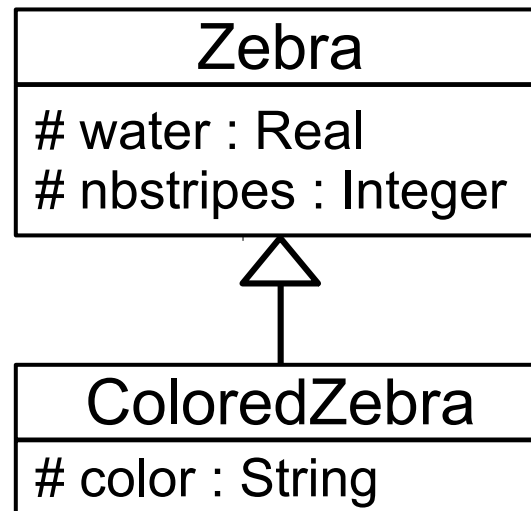 Zebra
# water : Real
# nbstripes : Integer
ColoredZebra
# color : String